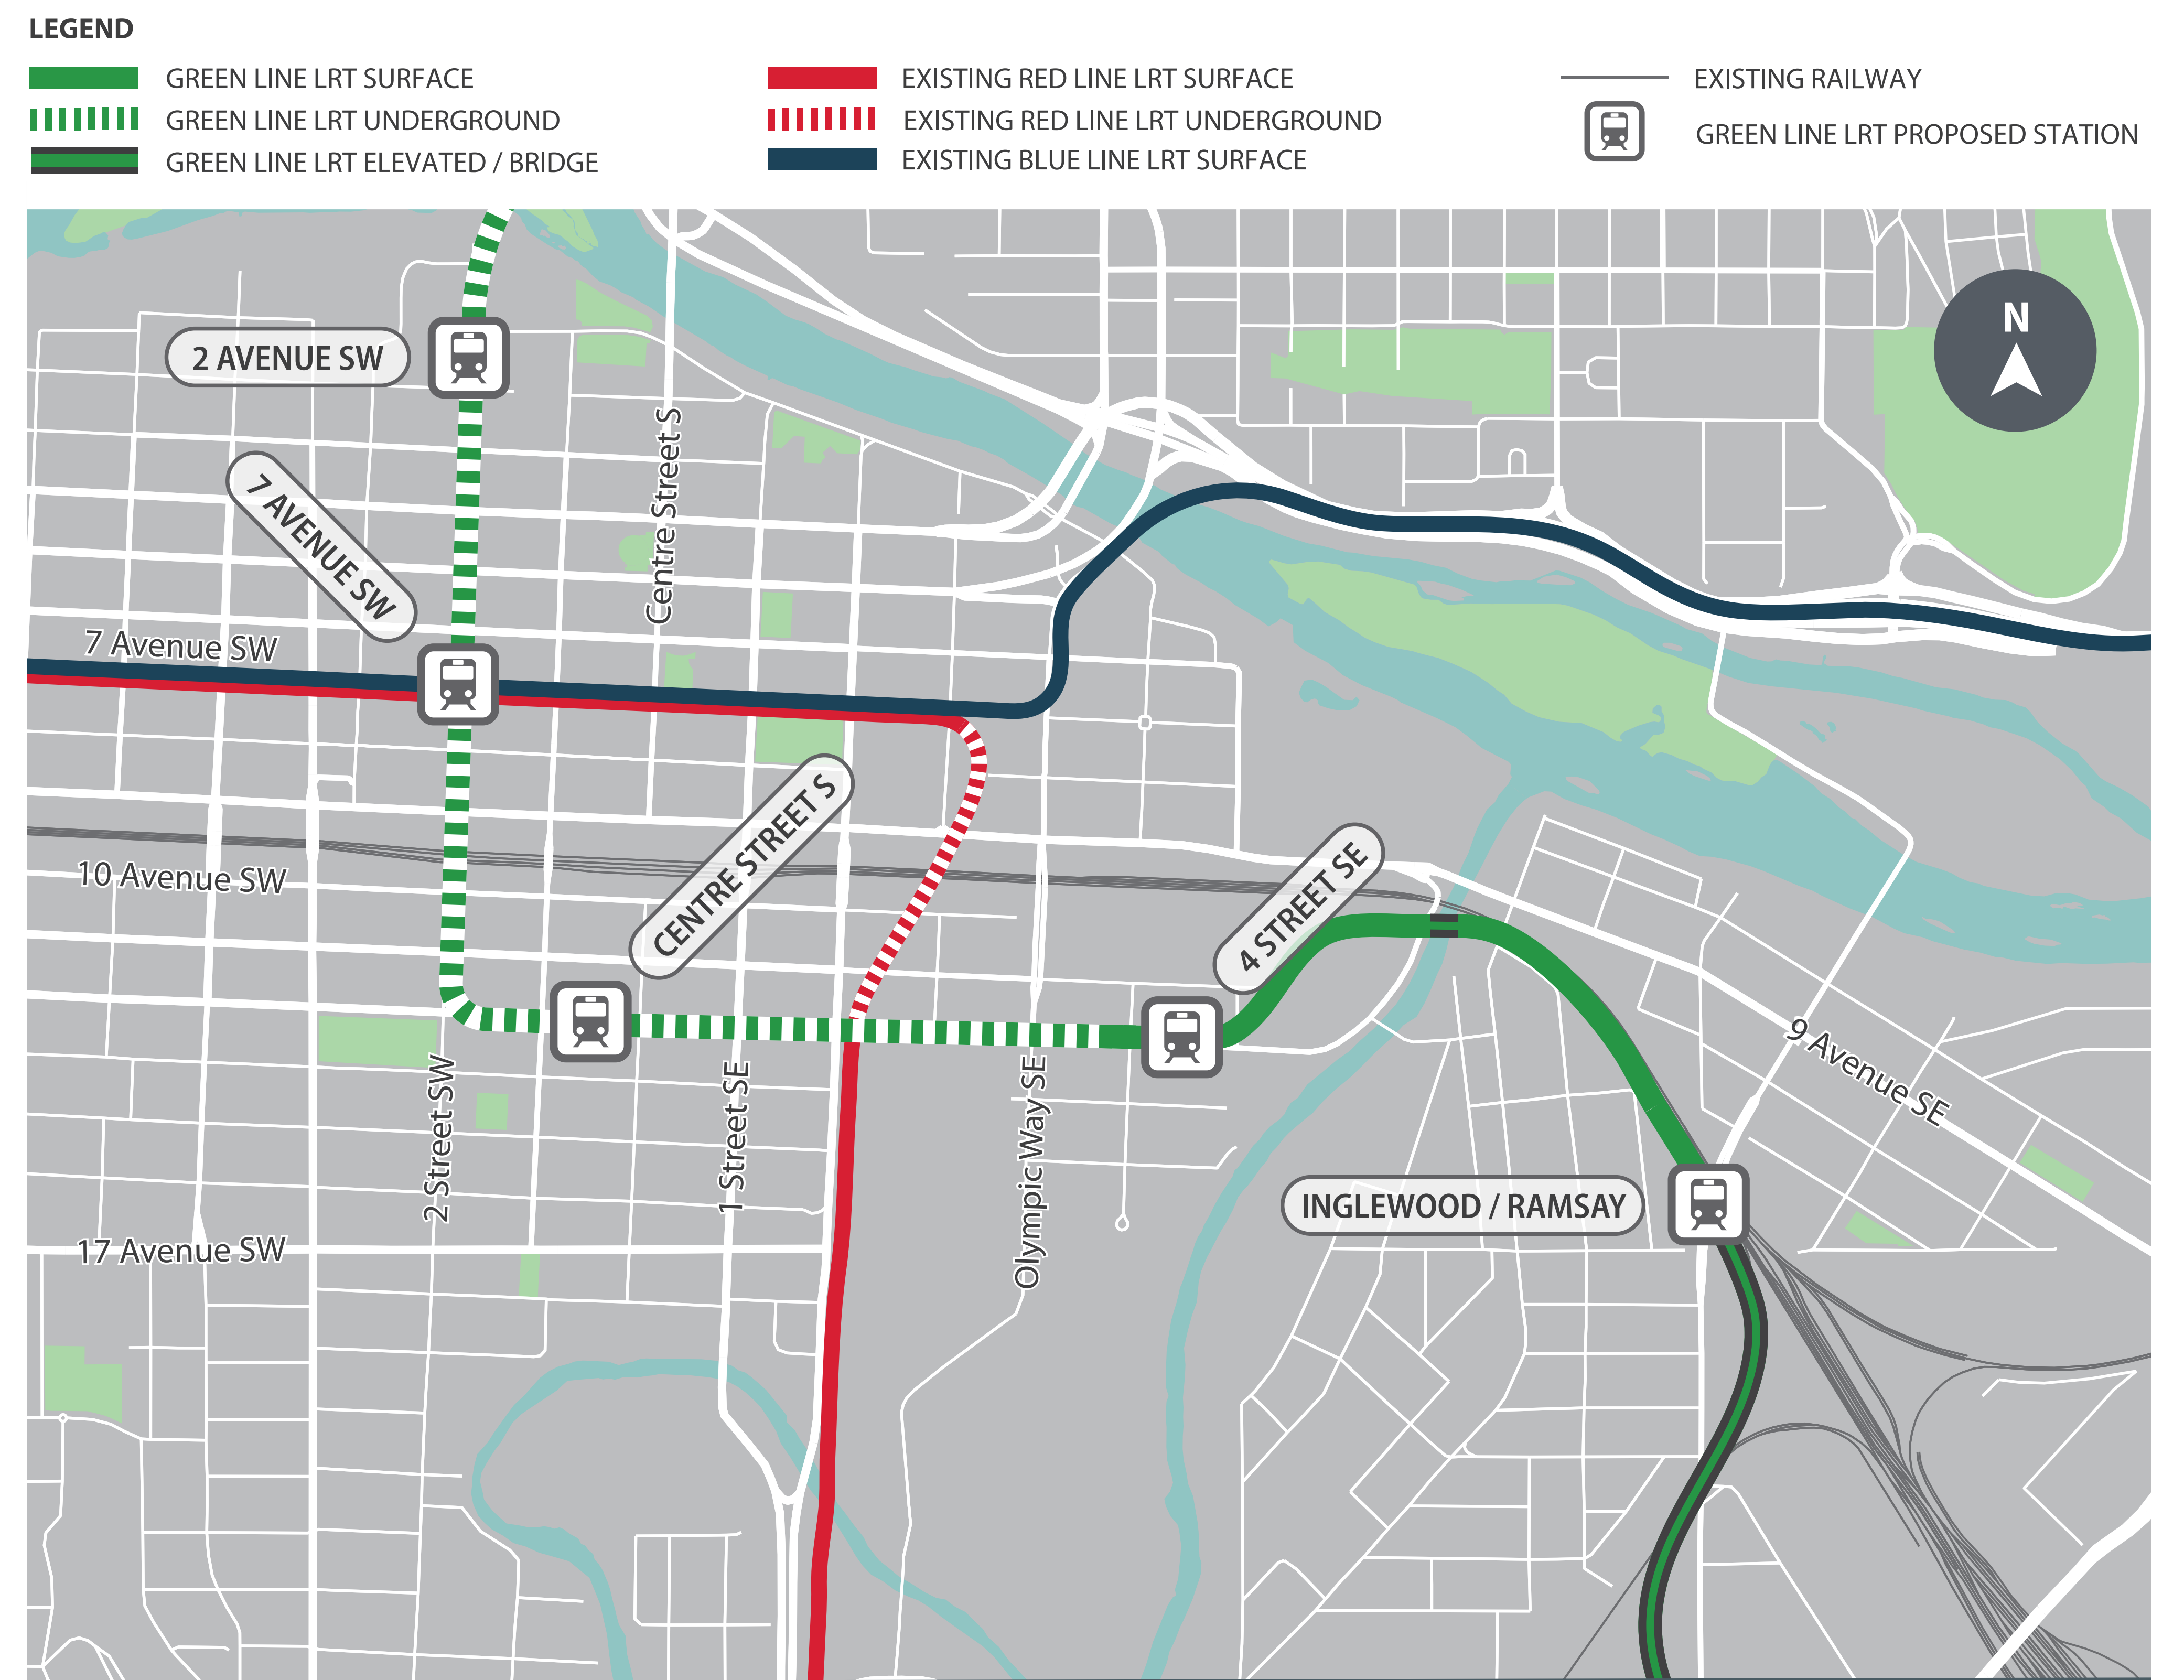 LEGEND
GREEN LINE LRT SURFACE
GREEN LINE LRT UNDERGROUND
GREEN LINE LRT ELEVATED / BRIDGE
EXISTING RED LINE LRT SURFACE
EXISTING RED LINE LRT UNDERGROUND
EXISTING BLUE LINE LRT SURFACE
EXISTING RAILWAY
GREEN LINE LRT PROPOSED STATION
N
2 AVENUE SW
Centre Street S
7 AVENUE SW
7 Avenue SW
CENTRE STREET S
10 Avenue SW
4 STREET SE
9 Avenue SE
2 Street SW
1 Street SE
Olympic Way SE
INGLEWOOD / RAMSAY
17 Avenue SW